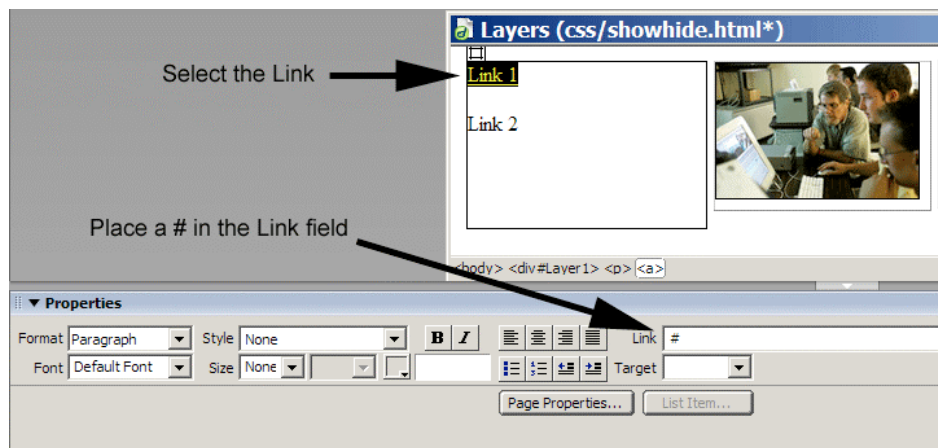 Layers (css/showhide.html*)
Select the Link
Link 1
Link 2
Place a # in the Link field
<body> <div#Layer1> <p> <a>
Properties
Format Paragraph Style None B I Link #
Font Default Font Size None Target
Page Properties... List Item...